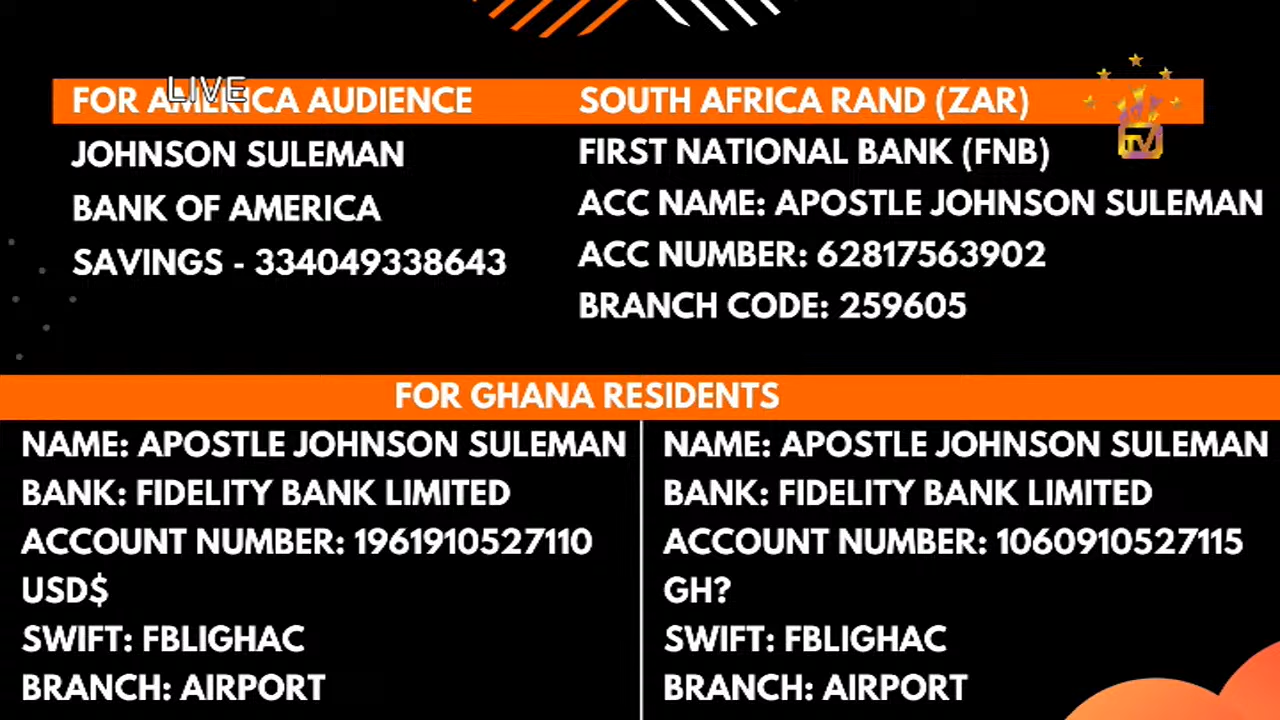 LIVE
FOR AMERICA AUDIENCE
JOHNSON SULEMAN
BANK OF AMERICA
SAVINGS - 334049338643
SOUTH AFRICA RAND (ZAR)
FIRST NATIONAL BANK (FNB)
ACC NAME: APOSTLE JOHNSON SULEMAN
ACC NUMBER: 62817563902
BRANCH CODE: 259605
TV
FOR GHANA RESIDENTS
NAME: APOSTLE JOHNSON SULEMAN
BANK: FIDELITY BANK LIMITED
ACCOUNT NUMBER: 1961910527110
USD$
SWIFT: FBLIGHAC
BRANCH: AIRPORT
NAME: APOSTLE JOHNSON SULEMAN
BANK: FIDELITY BANK LIMITED
ACCOUNT NUMBER: 1060910527115
GH?
SWIFT: FBLIGHAC
BRANCH: AIRPORT